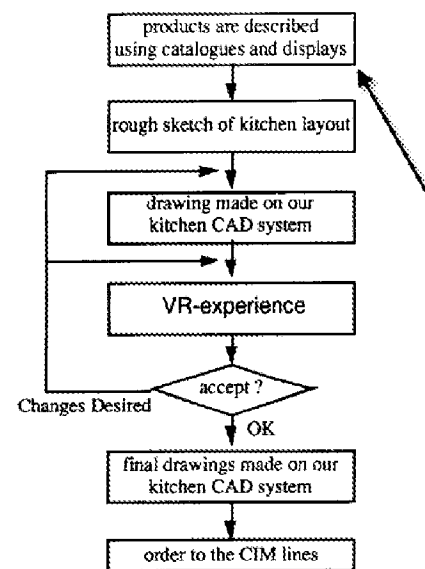 products are described
using catalogues and displays
rough sketch of kitchen layout
drawing made on our
kitchen CAD system
VR-experience
accept ?
Changes Desired
OK
final drawings made on our
kitchen CAD system
order to the CIM lines